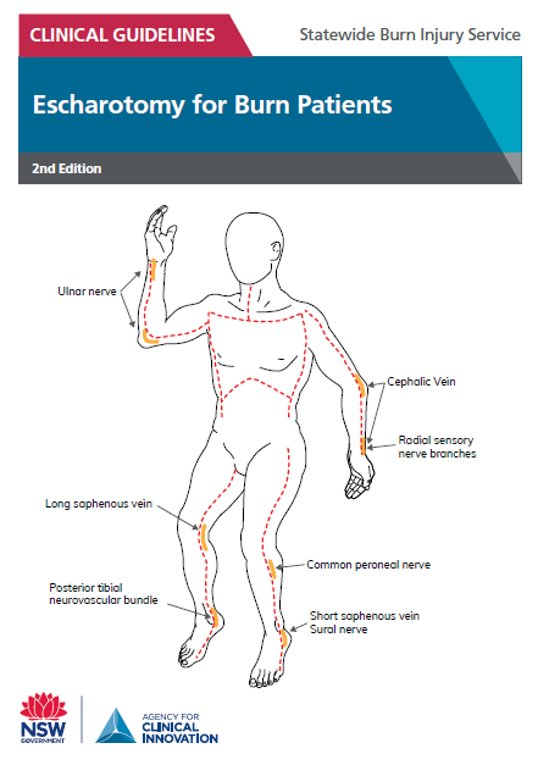 CLINICAL GUIDELINES
Statewide Burn Injury Service
Escharotomy for Burn Patients
2nd Edition
Ulnar nerve
Cephalic Vein
Radial sensory
nerve branches
Long saphenous vein
Common peroneal nerve
Posterior tibial
neurovascular bundle
Short saphenous vein
Sural nerve
NSW
GOVERNMENT
AGENCY FOR
CLINICAL
INNOVATION